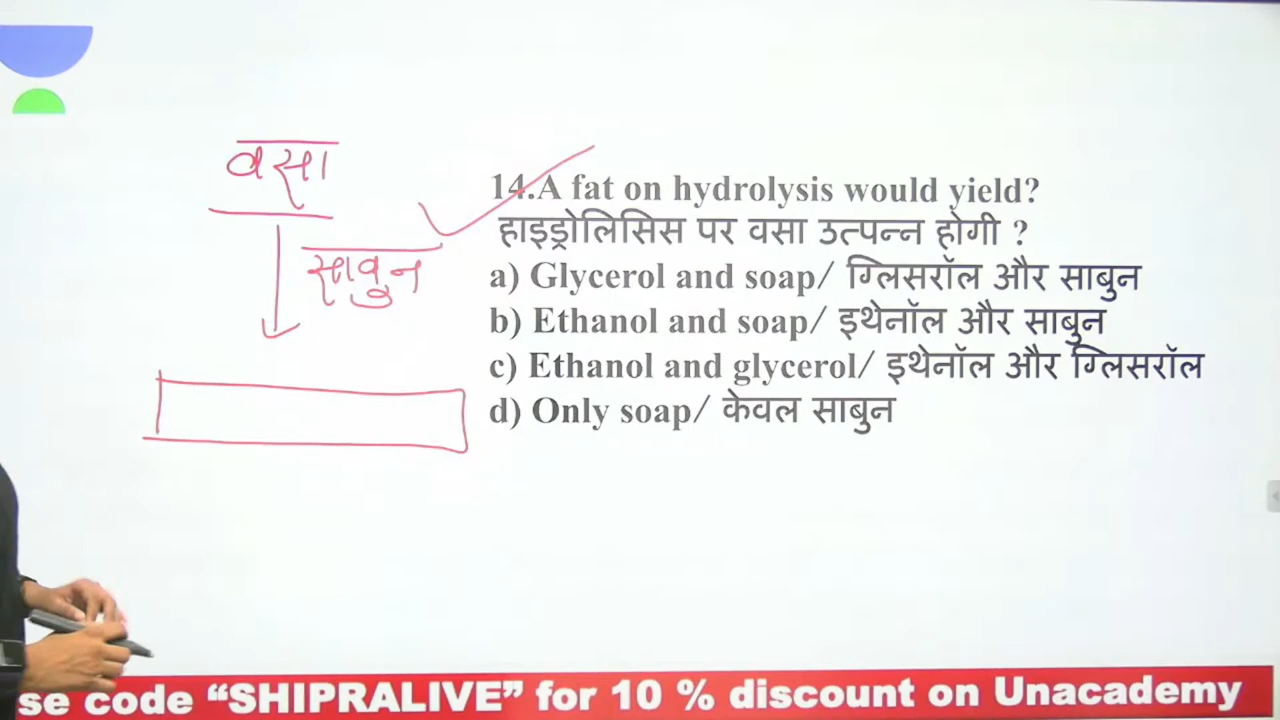 वसा
साबुन
14.A fat on hydrolysis would yield?
हाइड्रोलिसिस पर वसा उत्पन्न होगी ?
a) Glycerol and soap/ ग्लिसरॉल और साबुन
b) Ethanol and soap/ इथेनॉल और साबुन
c) Ethanol and glycerol/ इथेनॉल और ग्लिसरॉल
d) Only soap/ केवल साबुन
se code “SHIPRALIVE” for 10 % discount on Unacademy